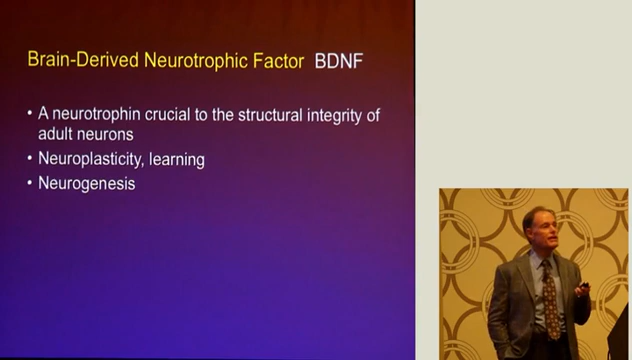 Brain-Derived Neurotrophic Factor BDNF
• A neurotrophin crucial to the structural integrity of
adult neurons
• Neuroplasticity, learning
• Neurogenesis